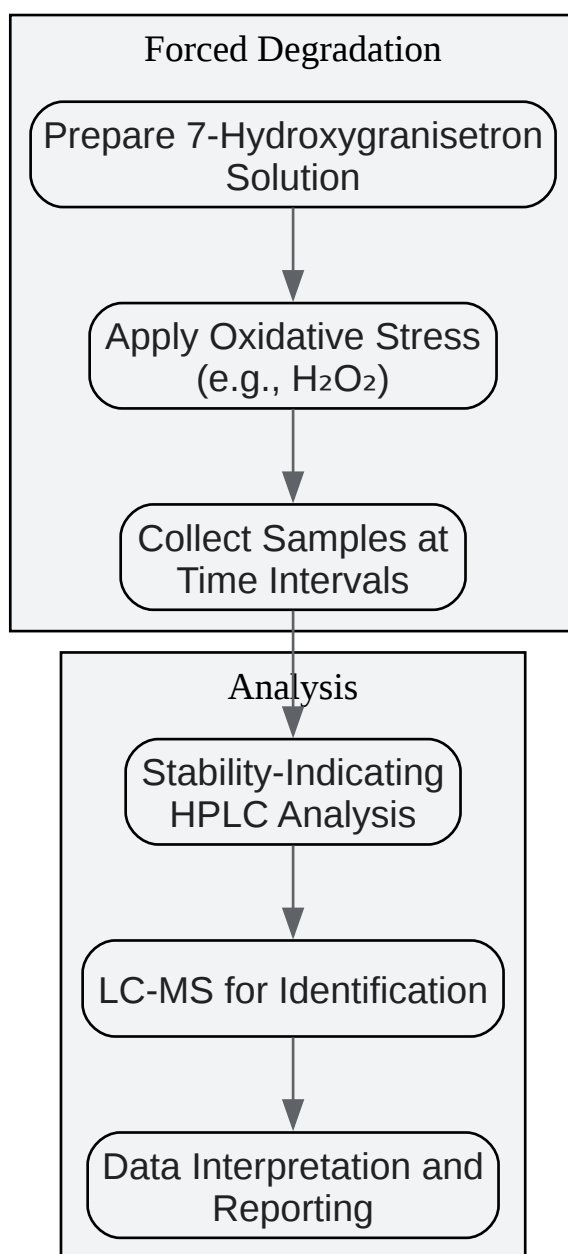 Forced Degradation
Prepare 7-Hydroxygranisetron
Solution
Apply Oxidative Stress
(e.g., H₂O₂)
Collect Samples at
Time Intervals
Analysis
Stability-Indicating
HPLC Analysis
LC-MS for Identification
Data Interpretation and
Reporting